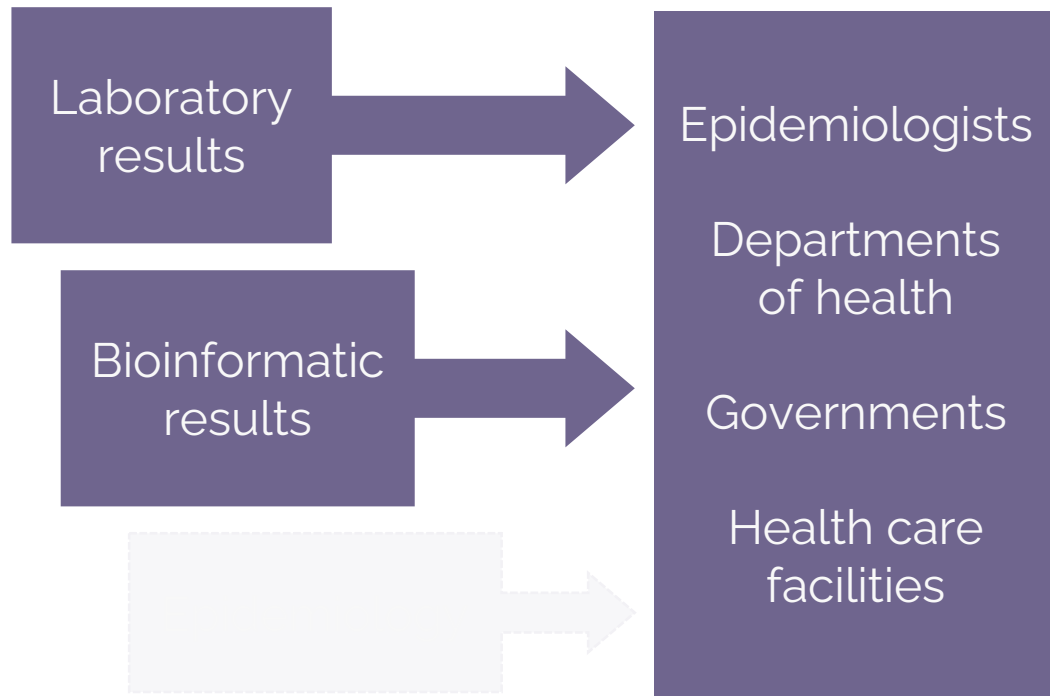 Laboratory
results
Bioinformatic
results
Epidemiologists
Departments
of health
Governments
Health care
facilities